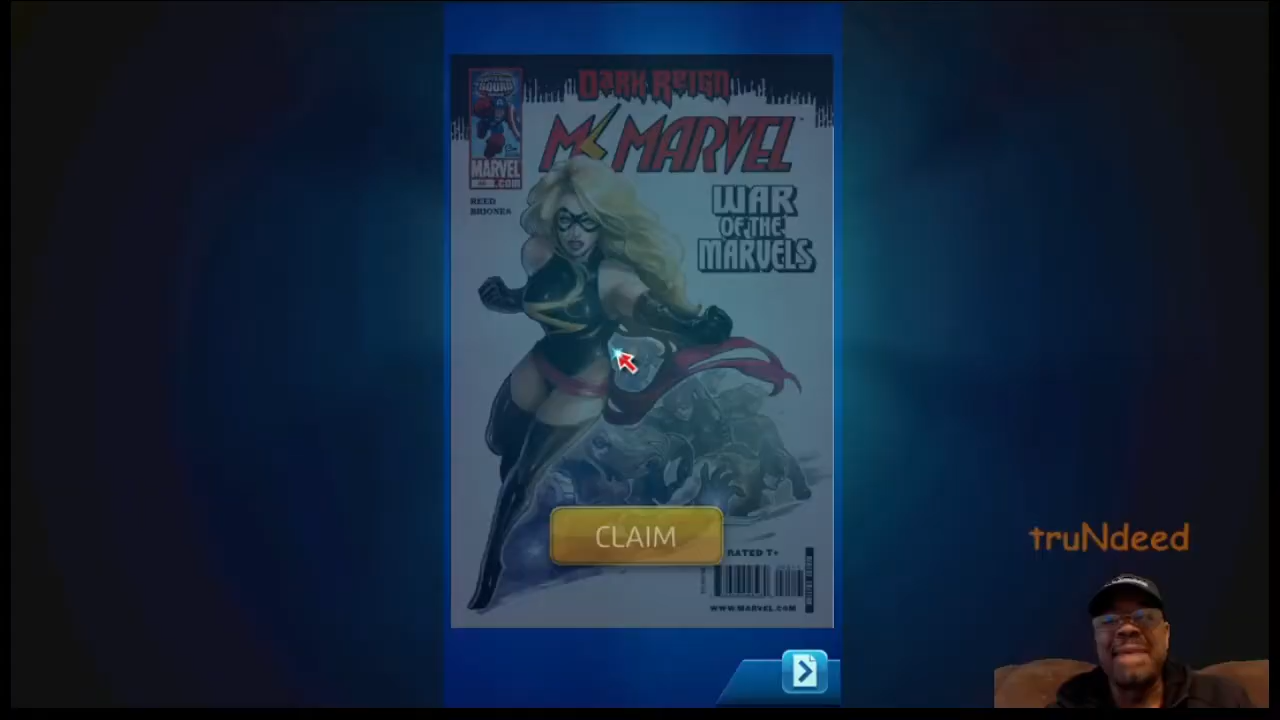 DARK REIGN
MS MARVEL
MARVEL
.com
REED
BRIONES
WAR
OF THE
MARVELS
CLAIM
RATED T+
WWW.MARVEL.COM
truNdeed